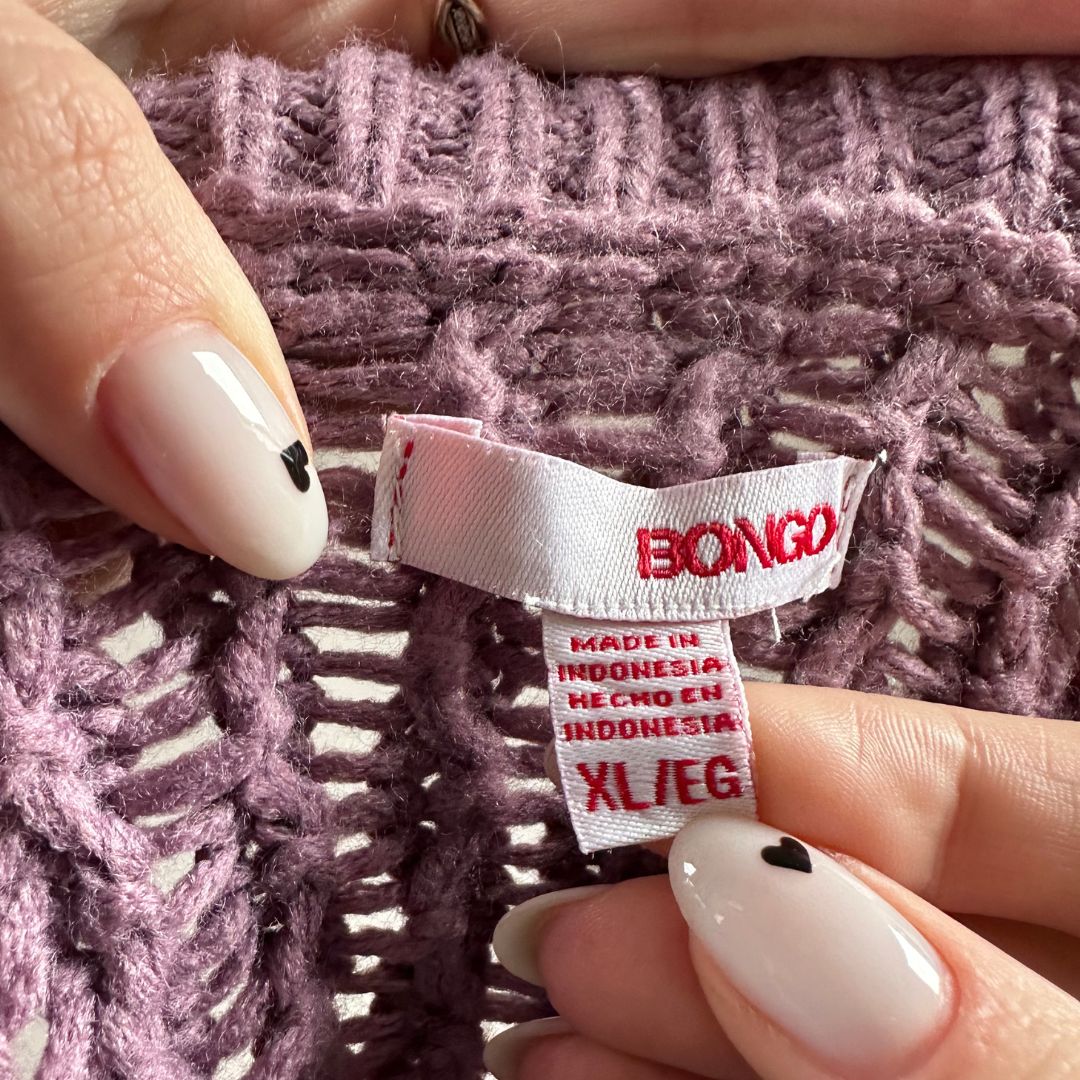 BONGO
MADE IN
INDONESIA
HECHO EN
INDONESIA
XL/EG